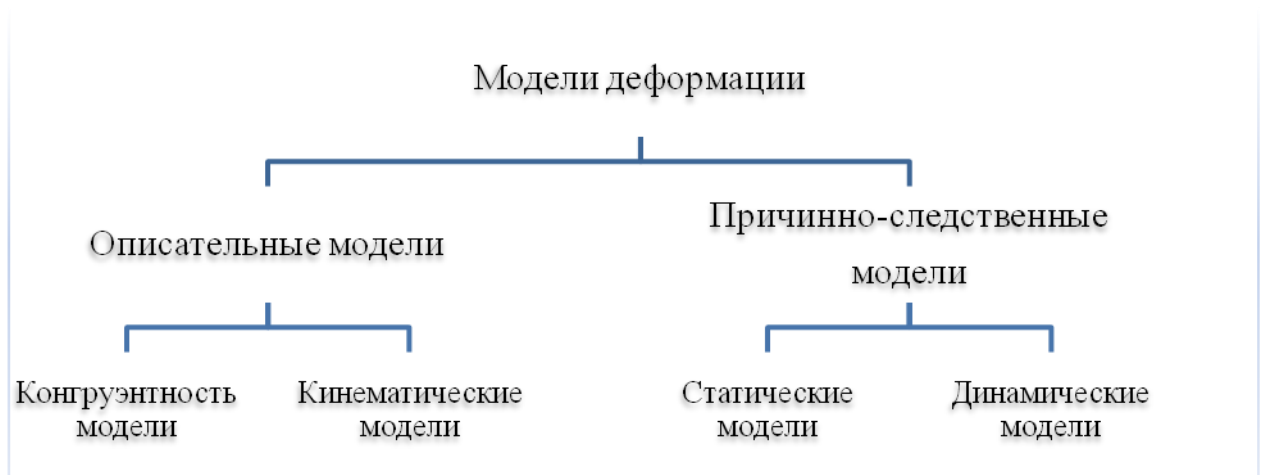 Модели деформации
Описательные модели
Причинно-следственные
модели
Конгруэнтность
модели
Кинематические
модели
Статические
модели
Динамические
модели